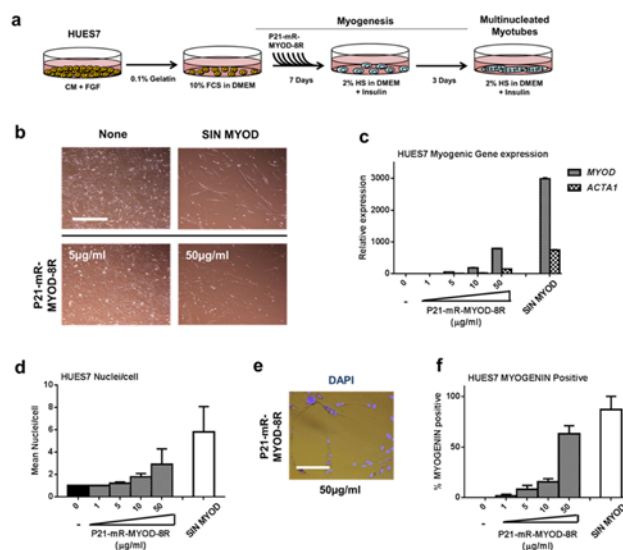 a
HUES7
CM + FGF
0.1% Gelatin
10% FCS in DMEM
Myogenesis
P21-mR-
MYOD-8R
7 Days
2% HS in DMEM
+ Insulin
3 Days
Multinucleated
Myotubes
2% HS in DMEM
+ Insulin
b
None
SIN MYOD
P21-mR-
MYOD-8R
5μg/ml
50μg/ml
c
HUES7 Myogenic Gene expression
MYOD
ACTA1
Relative expression
3000
2000
1000
0
0
1
5
10
50
SIN MYOD
-
P21-mR-MYOD-8R
(μg/ml)
d
HUES7 Nuclei/cell
Mean Nuclei/cell
10
8
6
4
2
0
0
1
5
10
50
SIN MYOD
-
P21-mR-MYOD-8R
(μg/ml)
e
DAPI
P21-mR-
MYOD-8R
50μg/ml
f
HUES7 MYOGENIN Positive
% MYOGENIN positive
100
50
0
0
1
5
10
50
SIN MYOD
-
P21-mR-MYOD-8R
(μg/ml)